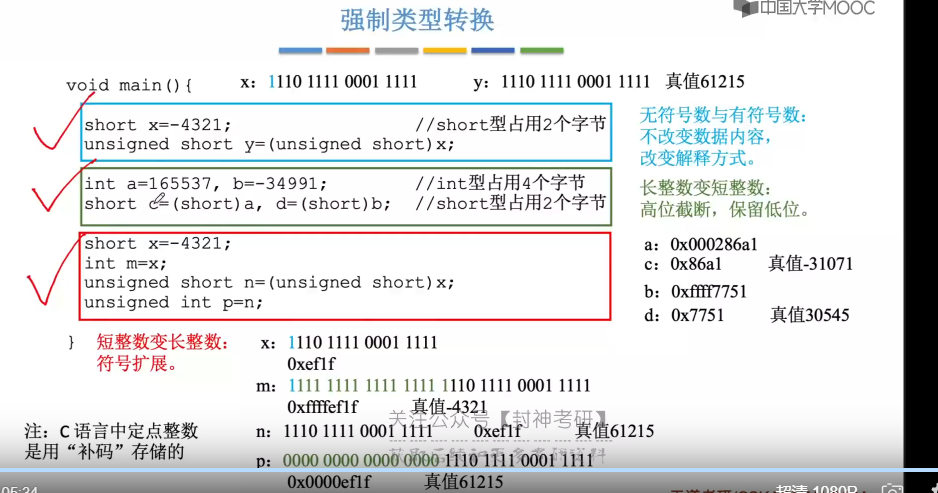 强制类型转换
中国大学MOOC
void main(){
x: 1110 1111 0001 1111
y: 1110 1111 0001 1111 真值61215
short x=-4321; //short型占用2个字节
unsigned short y=(unsigned short)x;
无符号数与有符号数：
不改变数据内容，
改变解释方式。
int a=165537, b=-34991; //int型占用4个字节
short c=(short)a, d=(short)b; //short型占用2个字节
长整数变短整数：
高位截断，保留低位。
short x=-4321;
int m=x;
unsigned short n=(unsigned short)x;
unsigned int p=n;
a: 0x000286a1
c: 0x86a1 真值-31071
b: 0xffff7751
d: 0x7751 真值30545
}
短整数变长整数：
符号扩展。
x: 1110 1111 0001 1111
0xef1f
m: 1111 1111 1111 1111 1110 1111 0001 1111
0xffffef1f 真值-4321
关注公众号【封神考研】
n: 1110 1111 0001 1111 0xef1f 真值61215
p: 0000 0000 0000 0000 1110 1111 0001 1111
0x0000ef1f 真值61215
注：C 语言中定点整数
是用“补码”存储的
05:34
超清 1080P